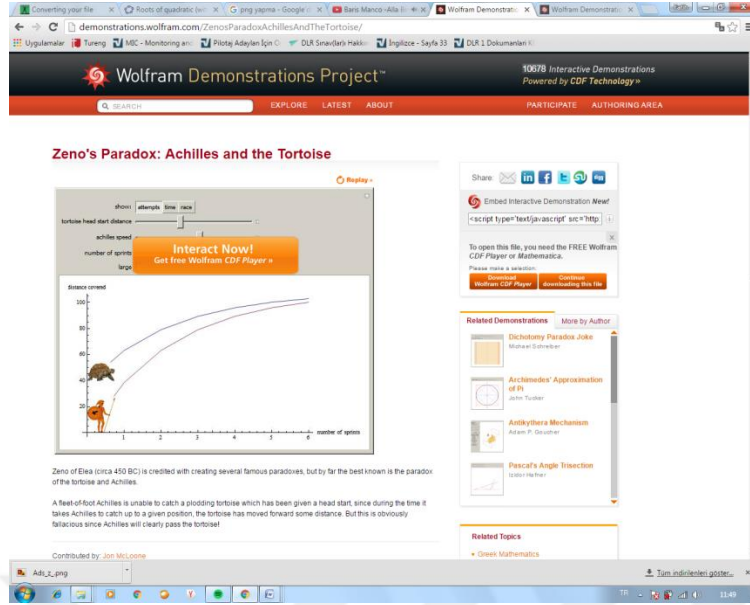 Converting your file
Roots of quadratic
png yapma - Google
Baris Manco -Alla
Wolfram Demonstratic
Wolfram Demonstratic
demonstrations.wolfram.com/ZenosParadoxAchillesAndTheTortoise/
Uygulamalar
Tureng
MIC - Monitoring and
Pilotaj Adayları İçin
DLR Sınav(lar)ı Hakkı
İngilizce - Sayfa 33
DLR 1 Dokumanları
Wolfram Demonstrations Project™
10678 Interactive Demonstrations
Powered by CDF Technology »
SEARCH
EXPLORE LATEST ABOUT
PARTICIPATE AUTHORING AREA
Zeno's Paradox: Achilles and the Tortoise
Replay
show: attempts time race
tortoise head start distance
achilles speed
number of sprints
large
Interact Now!
Get free Wolfram CDF Player »
distance covered
100
80
60
40
20
1 2 3 4 5 6
number of sprints
Zeno of Elea (circa 450 BC) is credited with creating several famous paradoxes, but by far the best known is the paradox
of the tortoise and Achilles.
A fleet-of-foot Achilles is unable to catch a plodding tortoise which has been given a head start, since during the time it
takes Achilles to catch up to a given position, the tortoise has moved forward some distance. But this is obviously
fallacious since Achilles will clearly pass the tortoise!
Contributed by: Jon McLoone
Share:
Embed Interactive Demonstration New!
<script type='text/javascript' src='http:
To open this file, you need the FREE Wolfram
CDF Player or Mathematica.
Please make a selection:
Download
Wolfram CDF Player
Continue
downloading this file
Related Demonstrations
More by Author
Dichotomy Paradox Joke
Michael Schreiber
Archimedes' Approximation
of Pi
John Tucker
Antikythera Mechanism
Adam P. Goucher
Pascal's Angle Trisection
Izidor Hafner
Related Topics
Greek Mathematics
Ads_z_.png
Tüm indirilenleri göster...
TR
11:49